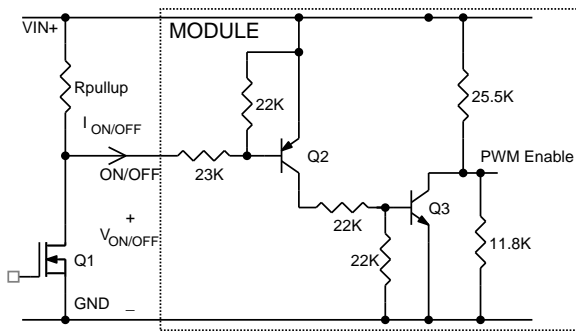 VIN+
MODULE
Rpullup
I ON/OFF
22K
25.5K
ON/OFF
23K
Q2
PWM Enable
+
V ON/OFF
22K
Q3
Q1
22K
11.8K
GND
_